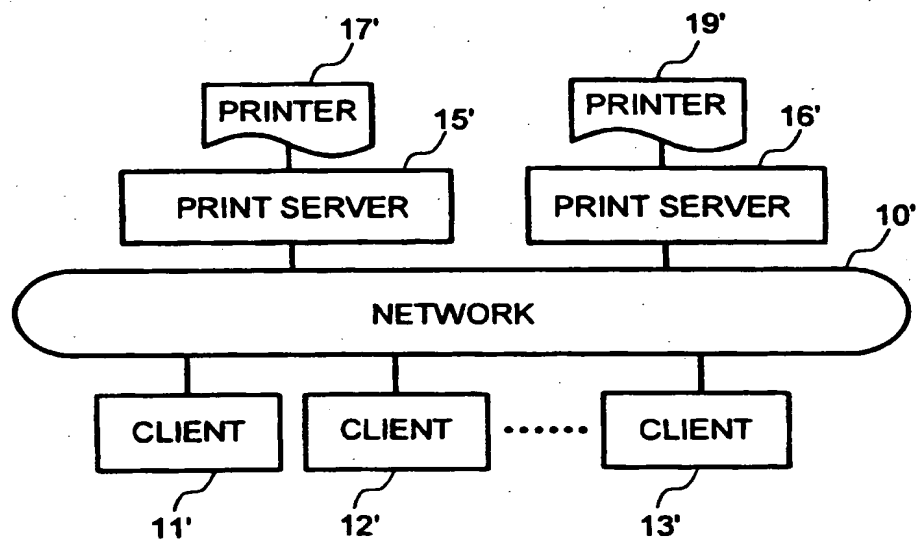 17'
19'
PRINTER
PRINTER
15'
16'
PRINT SERVER
PRINT SERVER
10'
NETWORK
CLIENT
CLIENT
......
CLIENT
11'
12'
13'